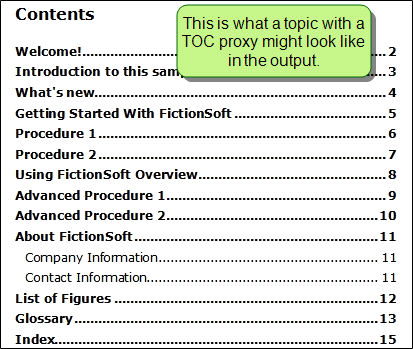 Contents
This is what a topic with a
TOC proxy might look like
in the output.
Welcome!..........................................................2
Introduction to this sam 3
What's new.......................................................4
Getting Started With FictionSoft ......................................5
Procedure 1 ......................................................6
Procedure 2 ......................................................7
Using FictionSoft Overview............................................8
Advanced Procedure 1................................................9
Advanced Procedure 2...............................................10
About FictionSoft..................................................11
Company Information................................................11
Contact Information................................................11
List of Figures ...................................................12
Glossary..........................................................13
Index.............................................................15